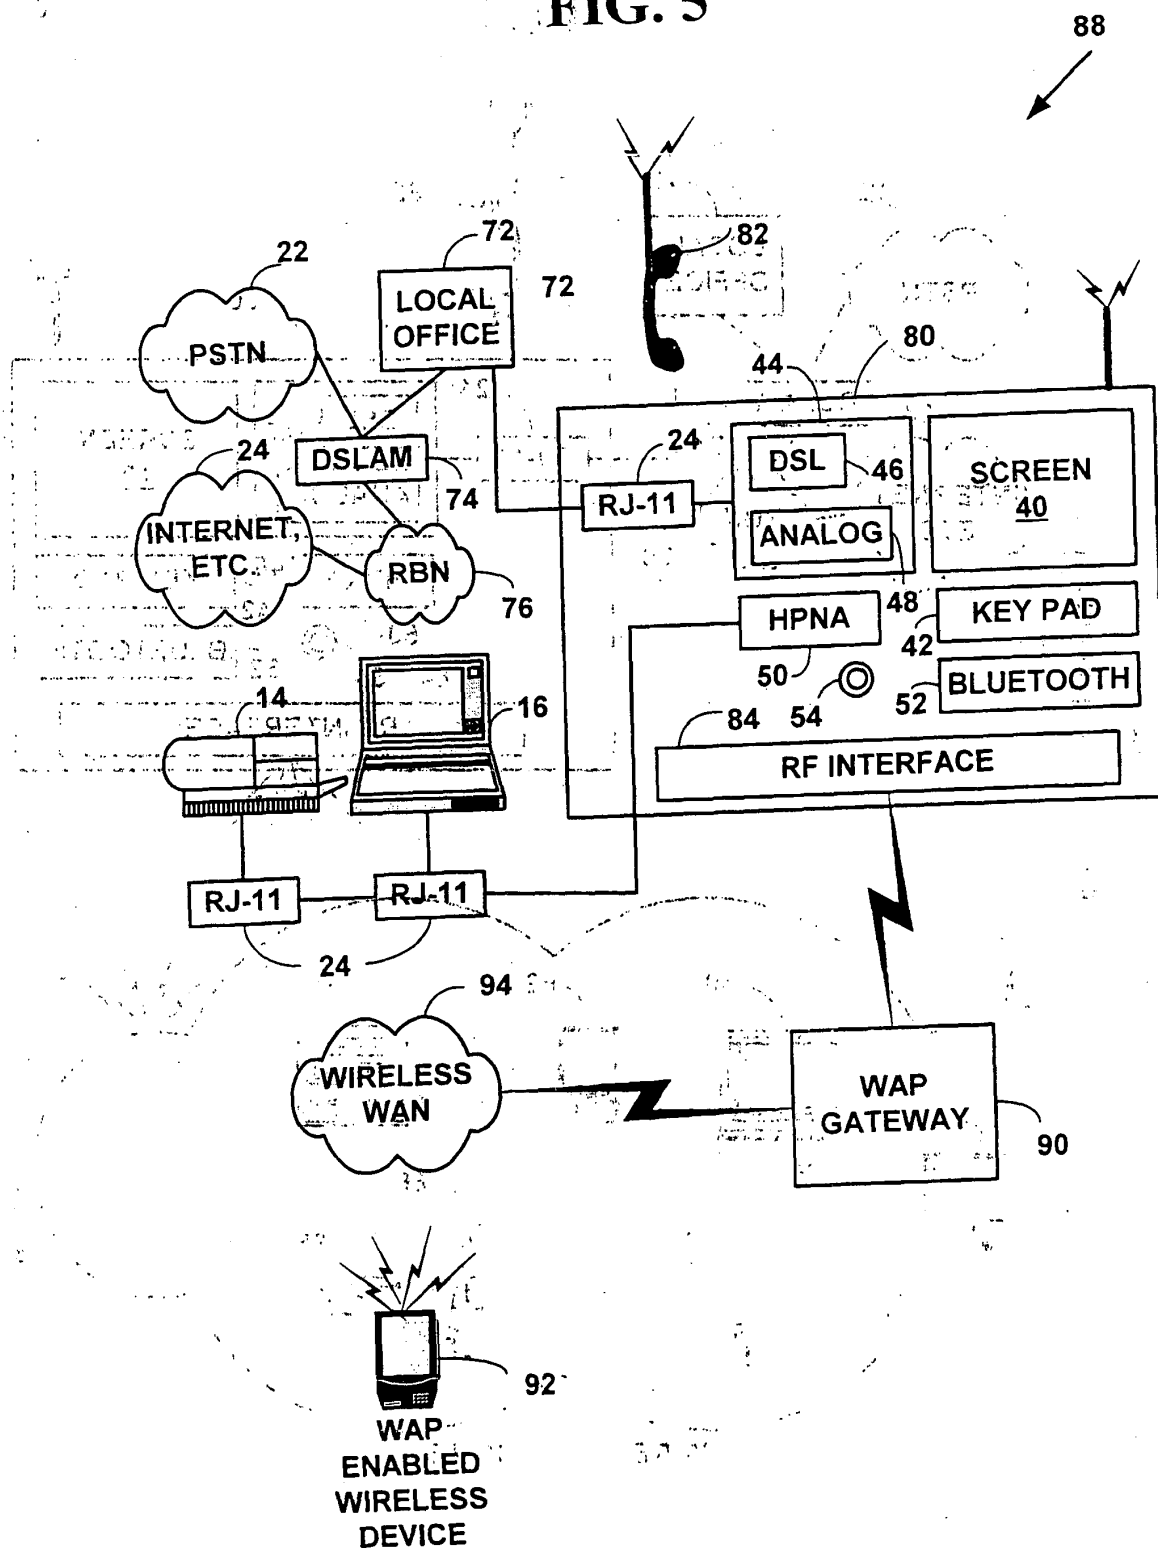 FIG. 5
88
22
72
72
82
LOCAL
OFFICE
PSTN
80
44
24
24
DSLAM
74
RJ-11
DSL
46
SCREEN
40
INTERNET,
ETC.
RBN
76
ANALOG
48
HPNA
50
KEY PAD
42
54
BLUETOOTH
52
14
16
84
RF INTERFACE
RJ-11
RJ-11
24
94
WIRELESS
WAN
WAP
GATEWAY
90
92
WAP
ENABLED
WIRELESS
DEVICE